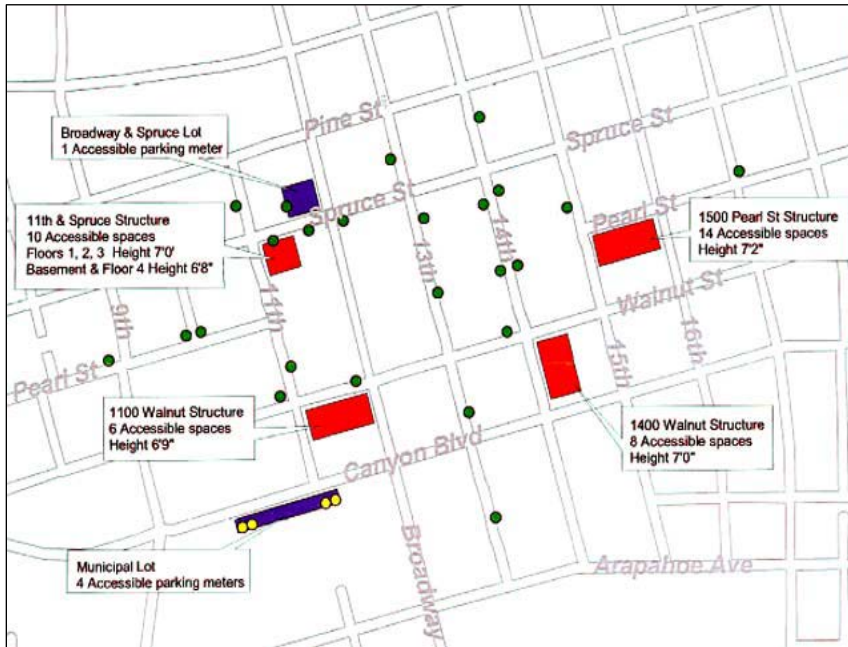 Pine St
Spruce St
Broadway & Spruce Lot
1 Accessible parking meter
Spruce St
Pearl St
11th & Spruce Structure
10 Accessible spaces
Floors 1, 2, 3 Height 7'0'
Basement & Floor 4 Height 6'8"
1500 Pearl St Structure
14 Accessible spaces
Height 7'2"
13th
14th
Walnut St
11th
9th
15th
16th
Pearl St
1100 Walnut Structure
6 Accessible spaces
Height 6'9"
1400 Walnut Structure
8 Accessible spaces
Height 7'0"
Canyon Blvd
Municipal Lot
4 Accessible parking meters
Broadway
Arapahoe Ave